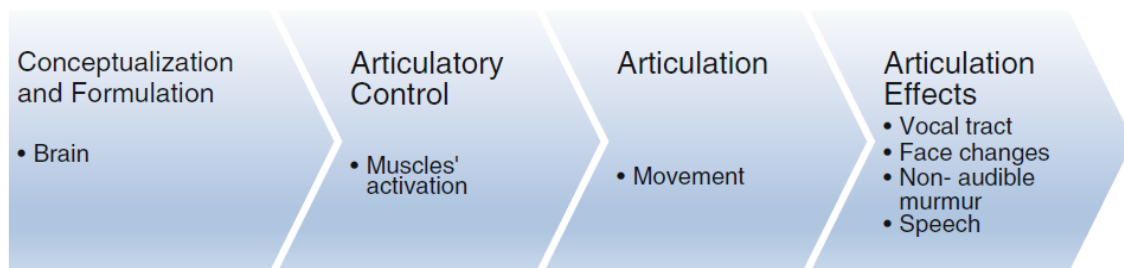 Conceptualization
and Formulation
• Brain
Articulatory
Control
• Muscles'
activation
Articulation
• Movement
Articulation
Effects
• Vocal tract
• Face changes
• Non- audible
murmur
• Speech